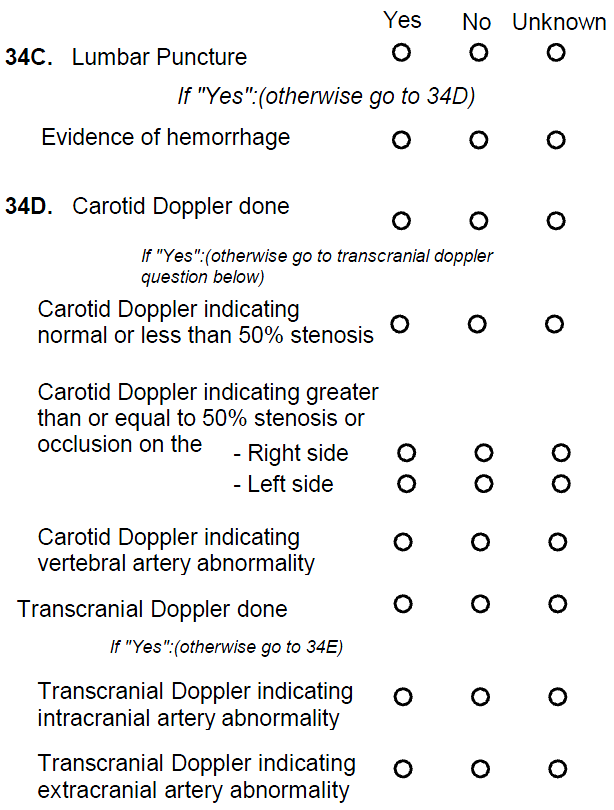 Yes No Unknown
34C. Lumbar Puncture
If "Yes":(otherwise go to 34D)
Evidence of hemorrhage
34D. Carotid Doppler done
If "Yes":(otherwise go to transcranial doppler
question below)
Carotid Doppler indicating
normal or less than 50% stenosis
Carotid Doppler indicating greater
than or equal to 50% stenosis or
occlusion on the
- Right side
- Left side
Carotid Doppler indicating
vertebral artery abnormality
Transcranial Doppler done
If "Yes":(otherwise go to 34E)
Transcranial Doppler indicating
intracranial artery abnormality
Transcranial Doppler indicating
extracranial artery abnormality